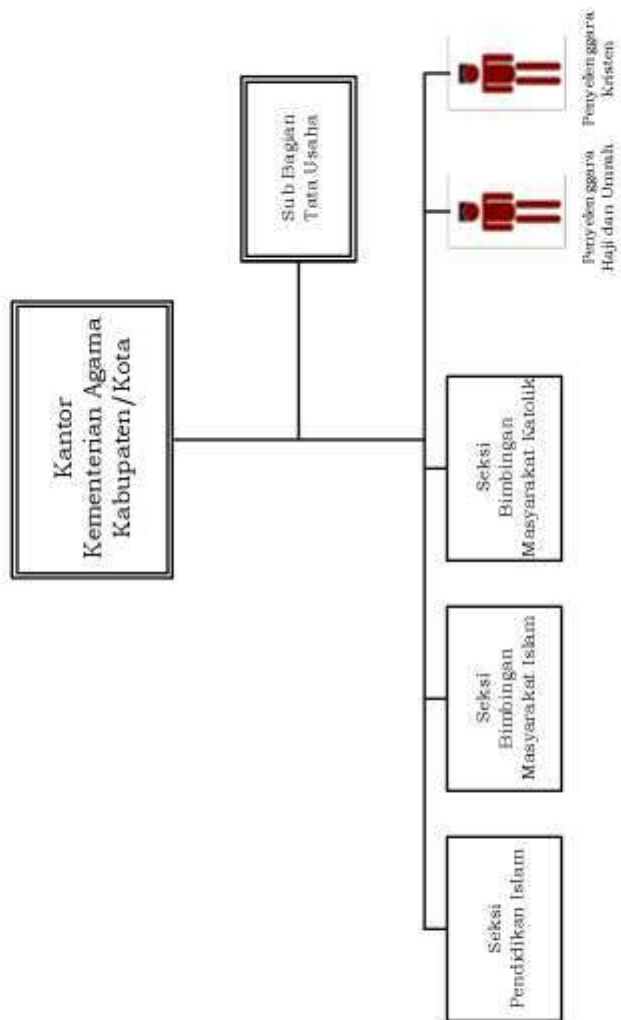 Kantor
Kementerian Agama
Kabupaten/Kota
Sub Bagian
Tata Usaha
Seksi
Pendidikan Islam
Seksi
Bimbingan
Masyarakat Islam
Seksi
Bimbingan
Masyarakat Katolik
Penyelenggara
Haji dan Umrah
Penyelenggara
Kristen